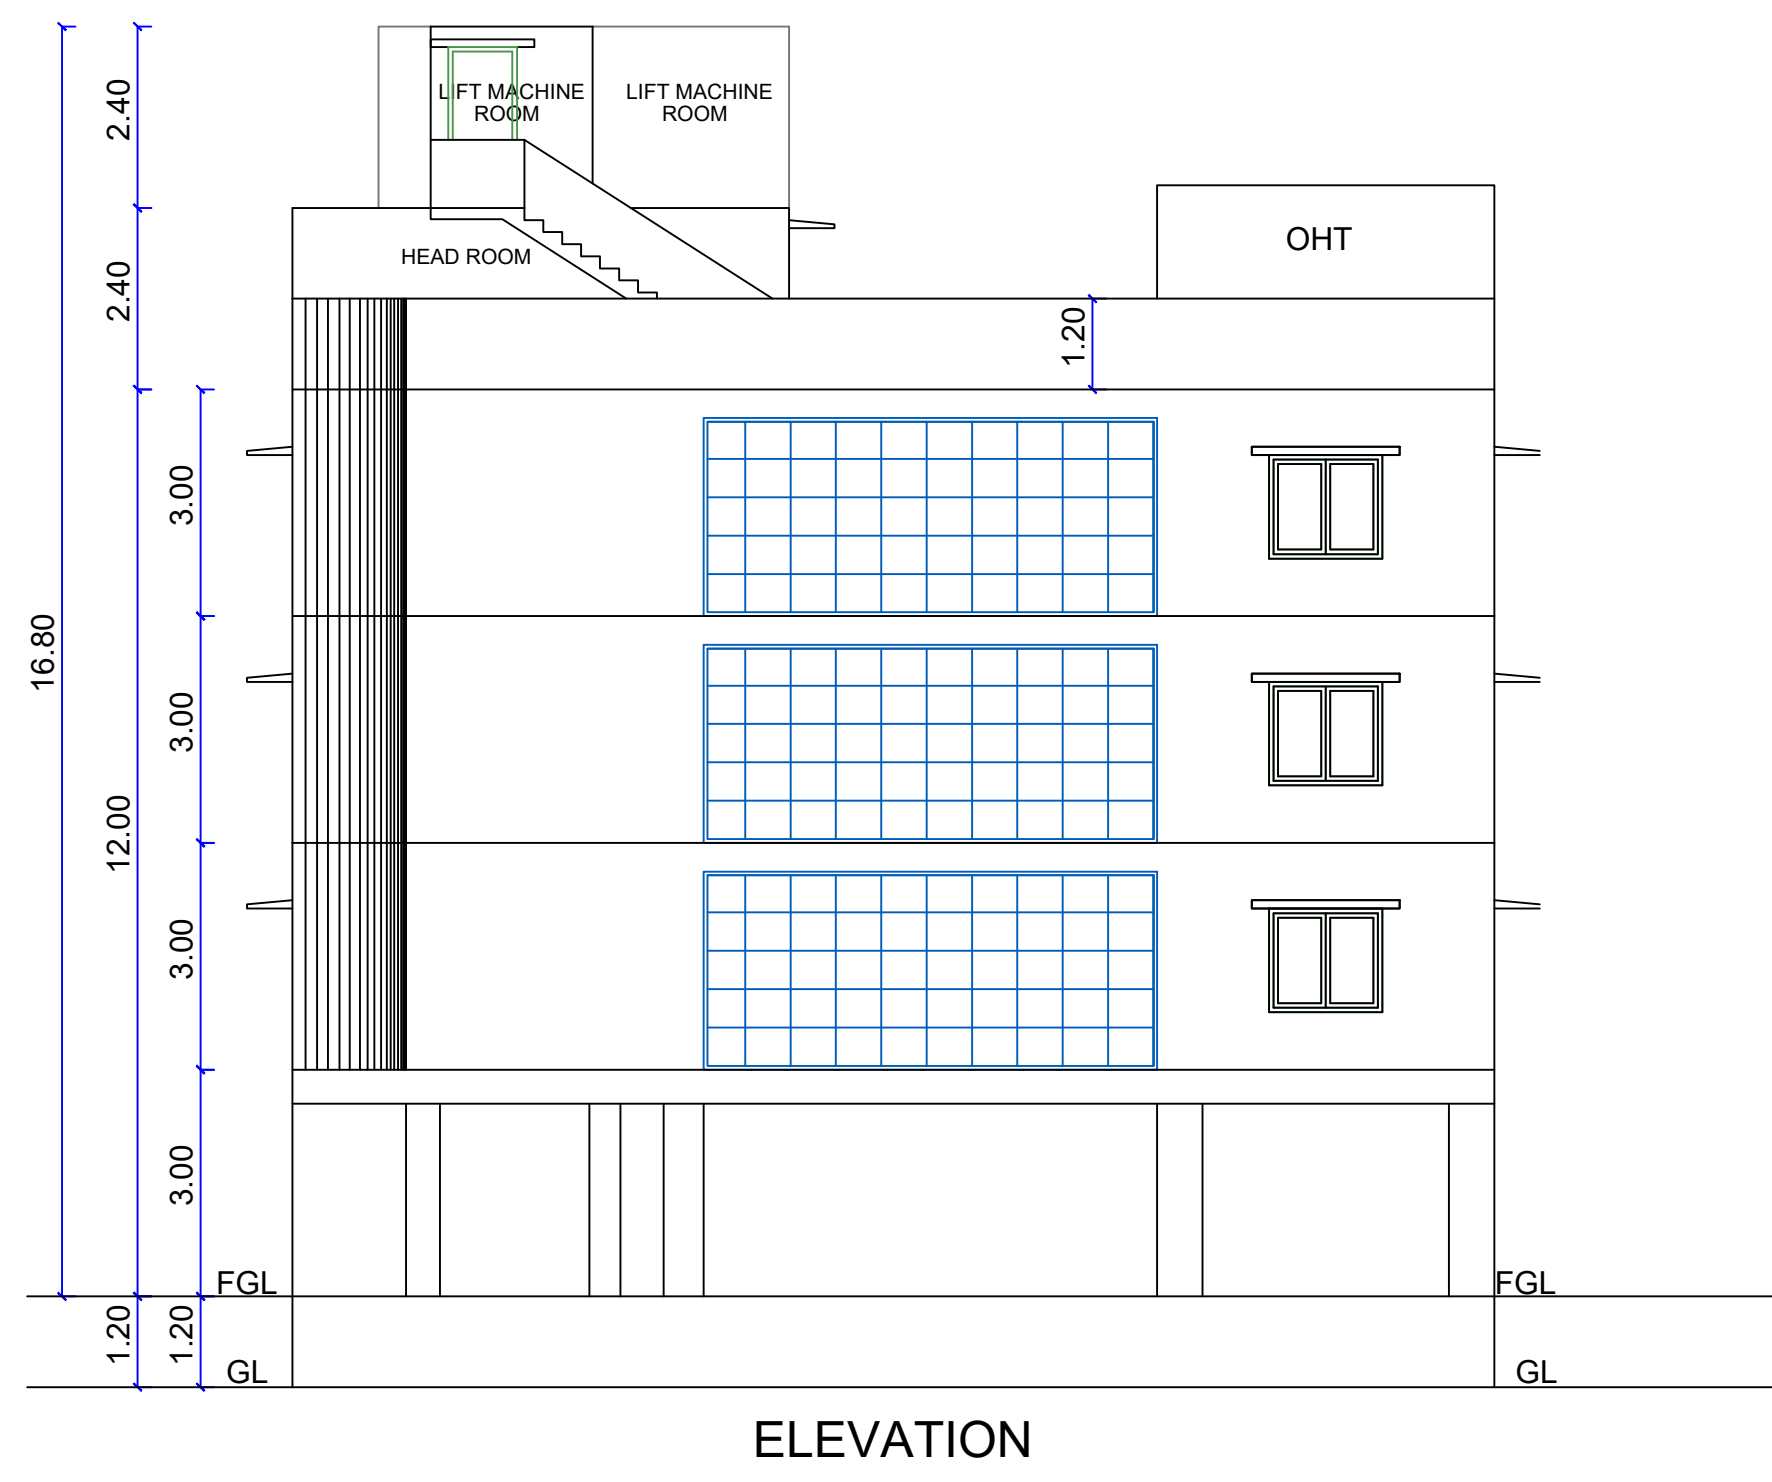 2.40
LIFT MACHINE
ROOM
LIFT MACHINE
ROOM
2.40
HEAD ROOM
OHT
1.20
3.00
16.80
3.00
12.00
3.00
3.00
FGL
FGL
1.20
1.20
GL
GL
ELEVATION